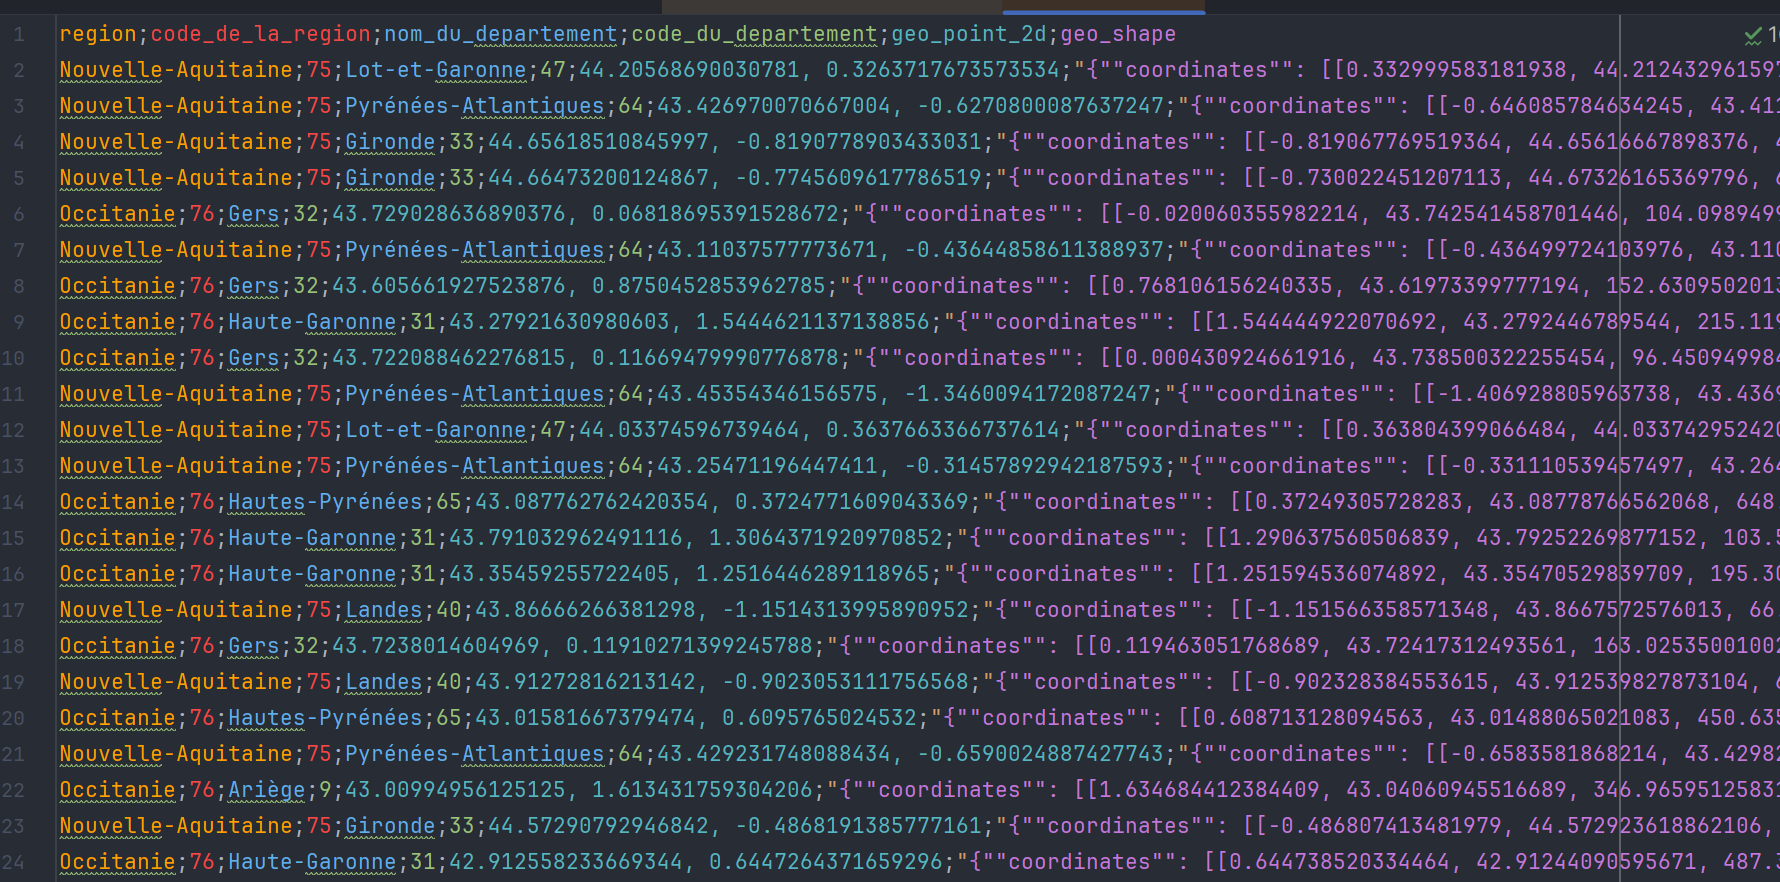 1 region;code_de_la_region;nom_du_departement;code_du_departement;geo_point_2d;geo_shape
2 Nouvelle-Aquitaine;75;Lot-et-Garonne;47;44.20568690030781, 0.3263717673573534;"{""coordinates"": [[0.332999583181938, 44.212432961597
3 Nouvelle-Aquitaine;75;Pyrénées-Atlantiques;64;43.426970070667004, -0.6270800087637247;"{""coordinates"": [[-0.646085784634245, 43.412
4 Nouvelle-Aquitaine;75;Gironde;33;44.65618510845997, -0.8190778903433031;"{""coordinates"": [[-0.819067769519364, 44.65616667898376,
5 Nouvelle-Aquitaine;75;Gironde;33;44.66473200124867, -0.7745609617786519;"{""coordinates"": [[-0.730022451207113, 44.67326165369796, 6
6 Occitanie;76;Gers;32;43.729028636890376, 0.06818695391528672;"{""coordinates"": [[-0.020060355982214, 43.742541458701446, 104.0989499
7 Nouvelle-Aquitaine;75;Pyrénées-Atlantiques;64;43.11037577773671, -0.43644858611388937;"{""coordinates"": [[-0.436499724103976, 43.110
8 Occitanie;76;Gers;32;43.605661927523876, 0.8750452853962785;"{""coordinates"": [[0.768106156240335, 43.61973399777194, 152.6309502013
9 Occitanie;76;Haute-Garonne;31;43.27921630980603, 1.5444621137138856;"{""coordinates"": [[1.544444922070692, 43.2792446789544, 215.119
10 Occitanie;76;Gers;32;43.722088462276815, 0.11669479990776878;"{""coordinates"": [[0.000430924661916, 43.738500322255454, 96.450949984
11 Nouvelle-Aquitaine;75;Pyrénées-Atlantiques;64;43.45354346156575, -1.3460094172087247;"{""coordinates"": [[-1.406928805963738, 43.4369
12 Nouvelle-Aquitaine;75;Lot-et-Garonne;47;44.03374596739464, 0.3637663366737614;"{""coordinates"": [[0.363804399066484, 44.033742952420
13 Nouvelle-Aquitaine;75;Pyrénées-Atlantiques;64;43.25471196447411, -0.31457892942187593;"{""coordinates"": [[-0.331110539457497, 43.264
14 Occitanie;76;Hautes-Pyrénées;65;43.087762762420354, 0.3724771609043369;"{""coordinates"": [[0.37249305728283, 43.08778766562068, 648
15 Occitanie;76;Haute-Garonne;31;43.791032962491116, 1.3064371920970852;"{""coordinates"": [[1.290637560506839, 43.79252269877152, 103.5
16 Occitanie;76;Haute-Garonne;31;43.35459255722405, 1.2516446289118965;"{""coordinates"": [[1.251594536074892, 43.35470529839709, 195.30
17 Nouvelle-Aquitaine;75;Landes;40;43.86666266381298, -1.1514313995890952;"{""coordinates"": [[-1.151566358571348, 43.8667572576013, 66
18 Occitanie;76;Gers;32;43.7238014604969, 0.11910271399245788;"{""coordinates"": [[0.119463051768689, 43.72417312493561, 163.02535001002
19 Nouvelle-Aquitaine;75;Landes;40;43.91272816213142, -0.9023053111756568;"{""coordinates"": [[-0.902328384553615, 43.912539827873104, 6
20 Occitanie;76;Hautes-Pyrénées;65;43.01581667379474, 0.6095765024532;"{""coordinates"": [[0.608713128094563, 43.01488065021083, 450.635
21 Nouvelle-Aquitaine;75;Pyrénées-Atlantiques;64;43.429231748088434, -0.6590024887427743;"{""coordinates"": [[-0.6583581868214, 43.42982
22 Occitanie;76;Ariège;9;43.00994956125125, 1.613431759304206;"{""coordinates"": [[1.634684412384409, 43.04060945516689, 346.96595125832
23 Nouvelle-Aquitaine;75;Gironde;33;44.57290792946842, -0.4868191385777161;"{""coordinates"": [[-0.486807413481979, 44.572923618862106,
24 Occitanie;76;Haute-Garonne;31;42.912558233669344, 0.6447264371659296;"{""coordinates"": [[0.644738520334464, 42.91244090595671, 487.3